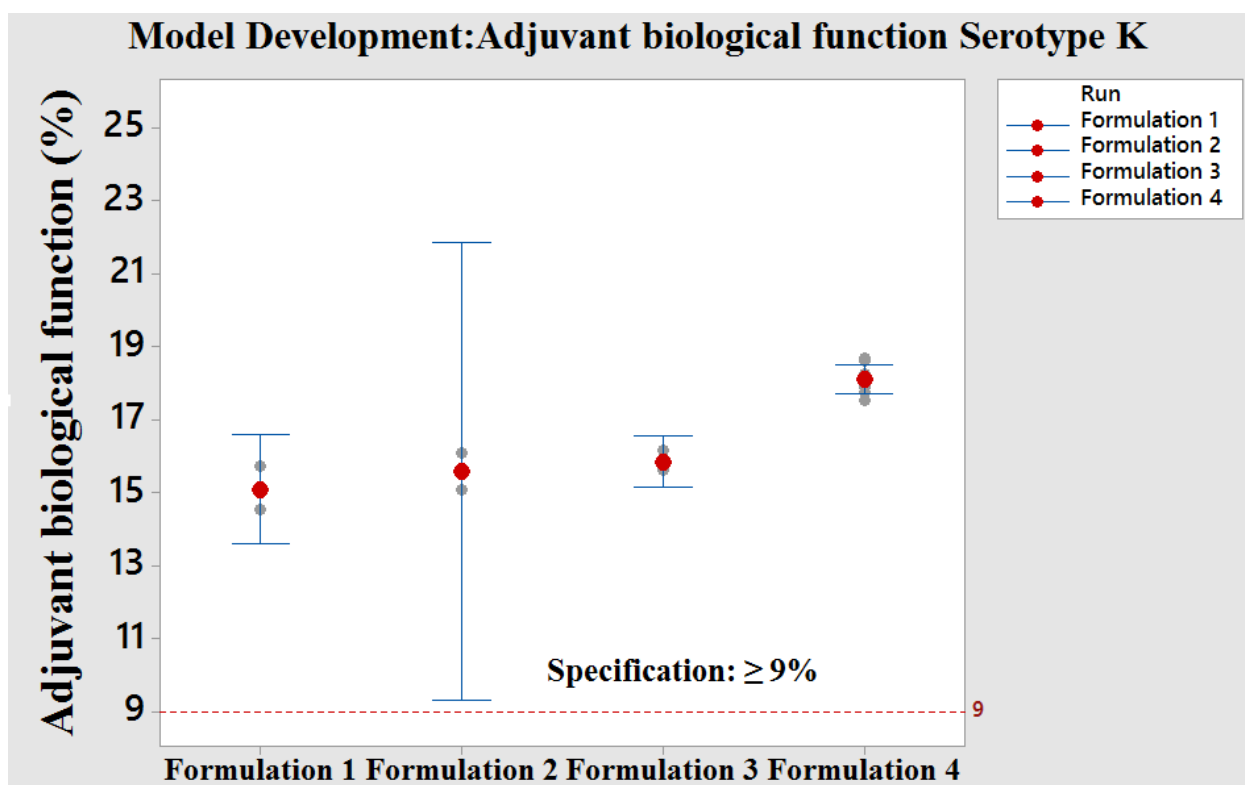 Model Development:Adjuvant biological function Serotype K
Adjuvant biological function (%)
25
23
21
19
17
15
13
11
9
Specification: ≥ 9%
9
Formulation 1 Formulation 2 Formulation 3 Formulation 4
Run
Formulation 1
Formulation 2
Formulation 3
Formulation 4